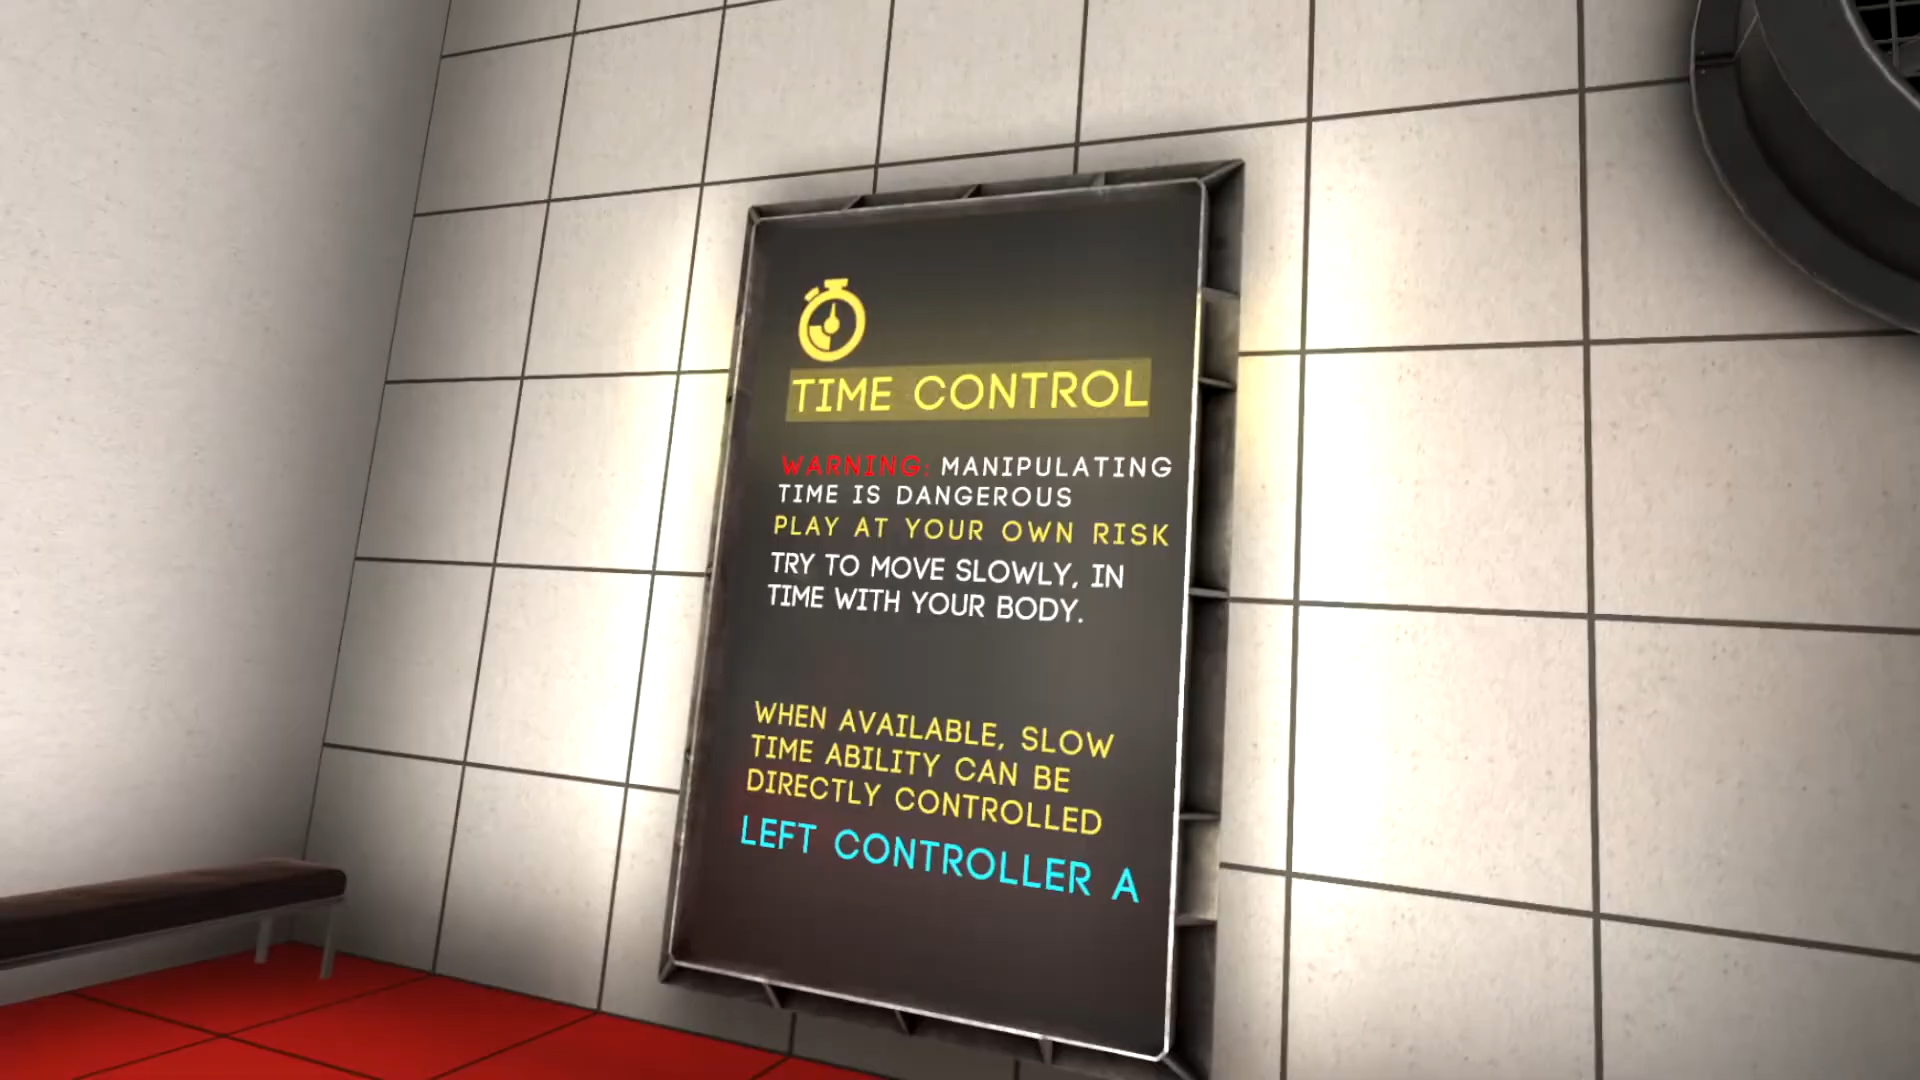 TIME CONTROL
WARNING: MANIPULATING
TIME IS DANGEROUS
PLAY AT YOUR OWN RISK
TRY TO MOVE SLOWLY, IN
TIME WITH YOUR BODY.
WHEN AVAILABLE, SLOW
TIME ABILITY CAN BE
DIRECTLY CONTROLLED
LEFT CONTROLLER A